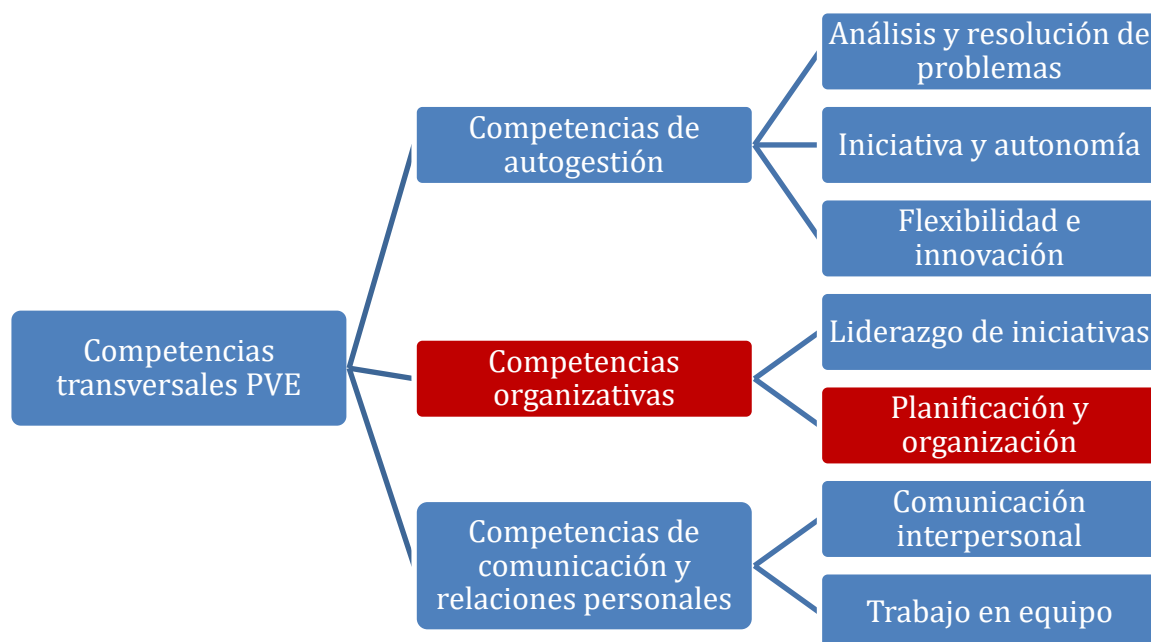 Competencias
transversales PVE
Competencias de
autogestión
Análisis y resolución de
problemas
Iniciativa y autonomía
Flexibilidad e
innovación
Competencias
organizativas
Liderazgo de iniciativas
Planificación y
organización
Competencias de
comunicación y
relaciones personales
Comunicación
interpersonal
Trabajo en equipo